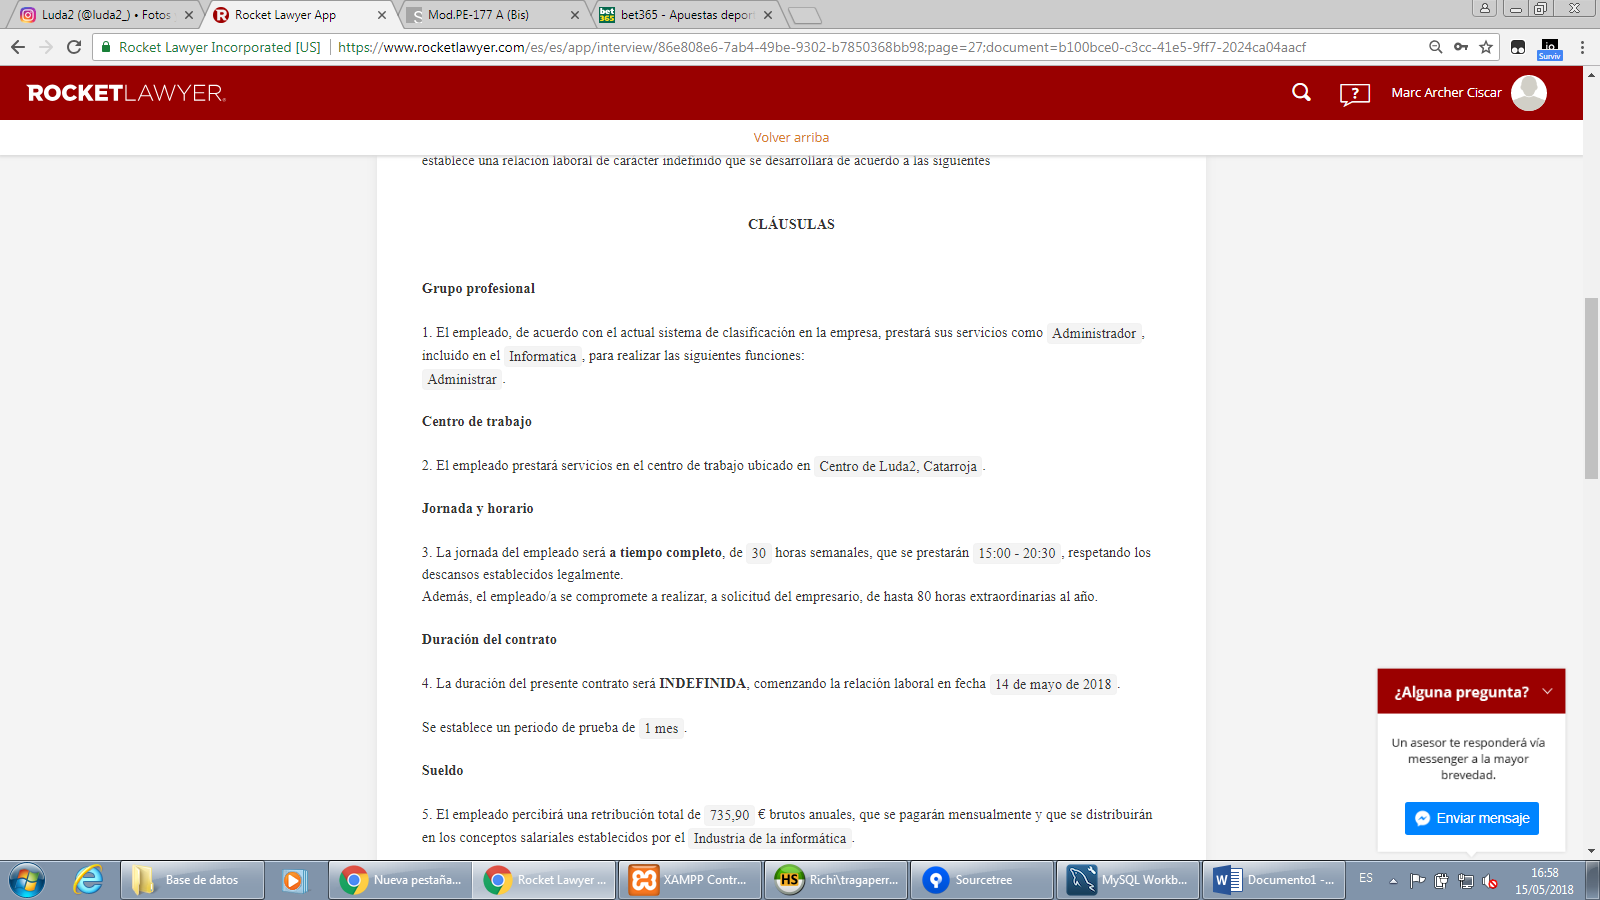 Luda2 (@luda2_) • Fotos
Rocket Lawyer App
Mod.PE-177 A (Bis)
bet365 - Apuestas depor
Rocket Lawyer Incorporated [US]
https://www.rocketlawyer.com/es/es/app/interview/86e808e6-7ab4-49be-9302-b7850368bb98;page=27;document=b100bce0-c3cc-41e5-9ff7-2024ca04aacf
Surviv
ROCKETLAWYER
Marc Archer Ciscar
Volver arriba
establece una relación laboral de carácter indefinido que se desarrollará de acuerdo a las siguientes
CLÁUSULAS
Grupo profesional
1. El empleado, de acuerdo con el actual sistema de clasificación en la empresa, prestará sus servicios como Administrador,
incluido en el Informatica, para realizar las siguientes funciones:
Administrar.
Centro de trabajo
2. El empleado prestará servicios en el centro de trabajo ubicado en Centro de Luda2, Catarroja.
Jornada y horario
3. La jornada del empleado será a tiempo completo, de 30 horas semanales, que se prestarán 15:00 - 20:30, respetando los
descansos establecidos legalmente.
Además, el empleado/a se compromete a realizar, a solicitud del empresario, de hasta 80 horas extraordinarias al año.
Duración del contrato
4. La duración del presente contrato será INDEFINIDA, comenzando la relación laboral en fecha 14 de mayo de 2018.
Se establece un periodo de prueba de 1 mes.
Sueldo
5. El empleado percibirá una retribución total de 735,90 € brutos anuales, que se pagarán mensualmente y que se distribuirán
en los conceptos salariales establecidos por el Industria de la informática.
¿Alguna pregunta?
Un asesor te responderá vía
messenger a la mayor
brevedad.
Enviar mensaje
Base de datos
Nueva pestaña...
Rocket Lawyer ...
XAMPP Contr...
HS
Richi\tragaperr...
Sourcetree
MySQL Workb...
Documento1 -...
ES
16:58
15/05/2018